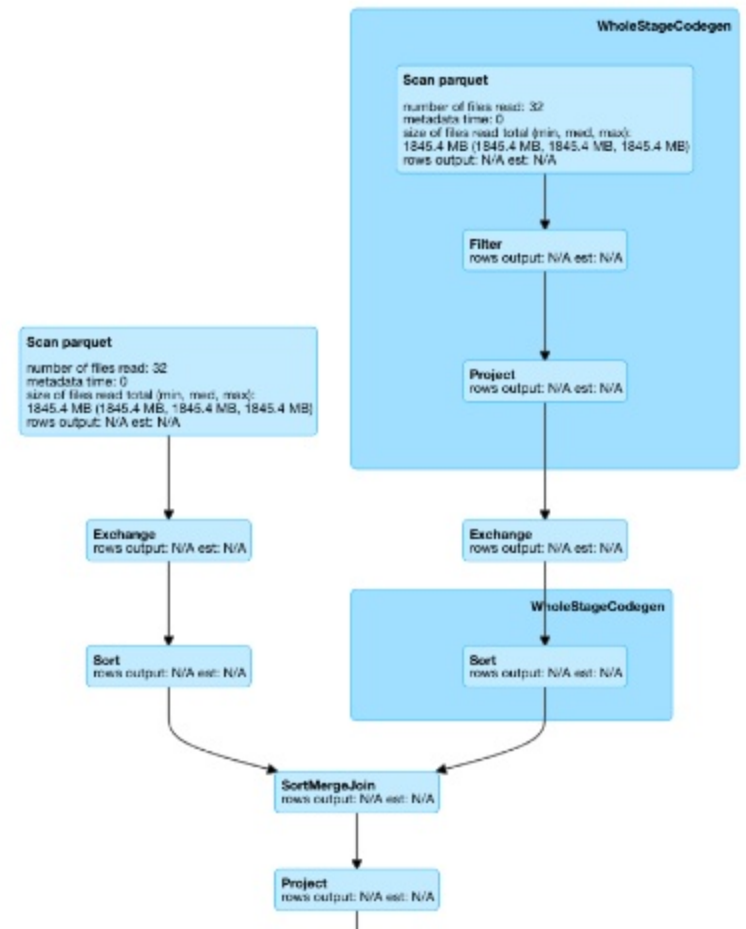 WholeStageCodegen
Scan parquet
number of files read: 32
metadata time: 0
size of files read total (min, med, max):
1845.4 MB (1845.4 MB, 1845.4 MB, 1845.4 MB)
rows output: N/A est: N/A
Filter
rows output: N/A est: N/A
Project
rows output: N/A est: N/A
Scan parquet
number of files read: 32
metadata time: 0
size of files read total (min, med, max):
1845.4 MB (1845.4 MB, 1845.4 MB, 1845.4 MB)
rows output: N/A est: N/A
Exchange
rows output: N/A est: N/A
Exchange
rows output: N/A est: N/A
WholeStageCodegen
Sort
rows output: N/A est: N/A
Sort
rows output: N/A est: N/A
SortMergeJoin
rows output: N/A est: N/A
Project
rows output: N/A est: N/A